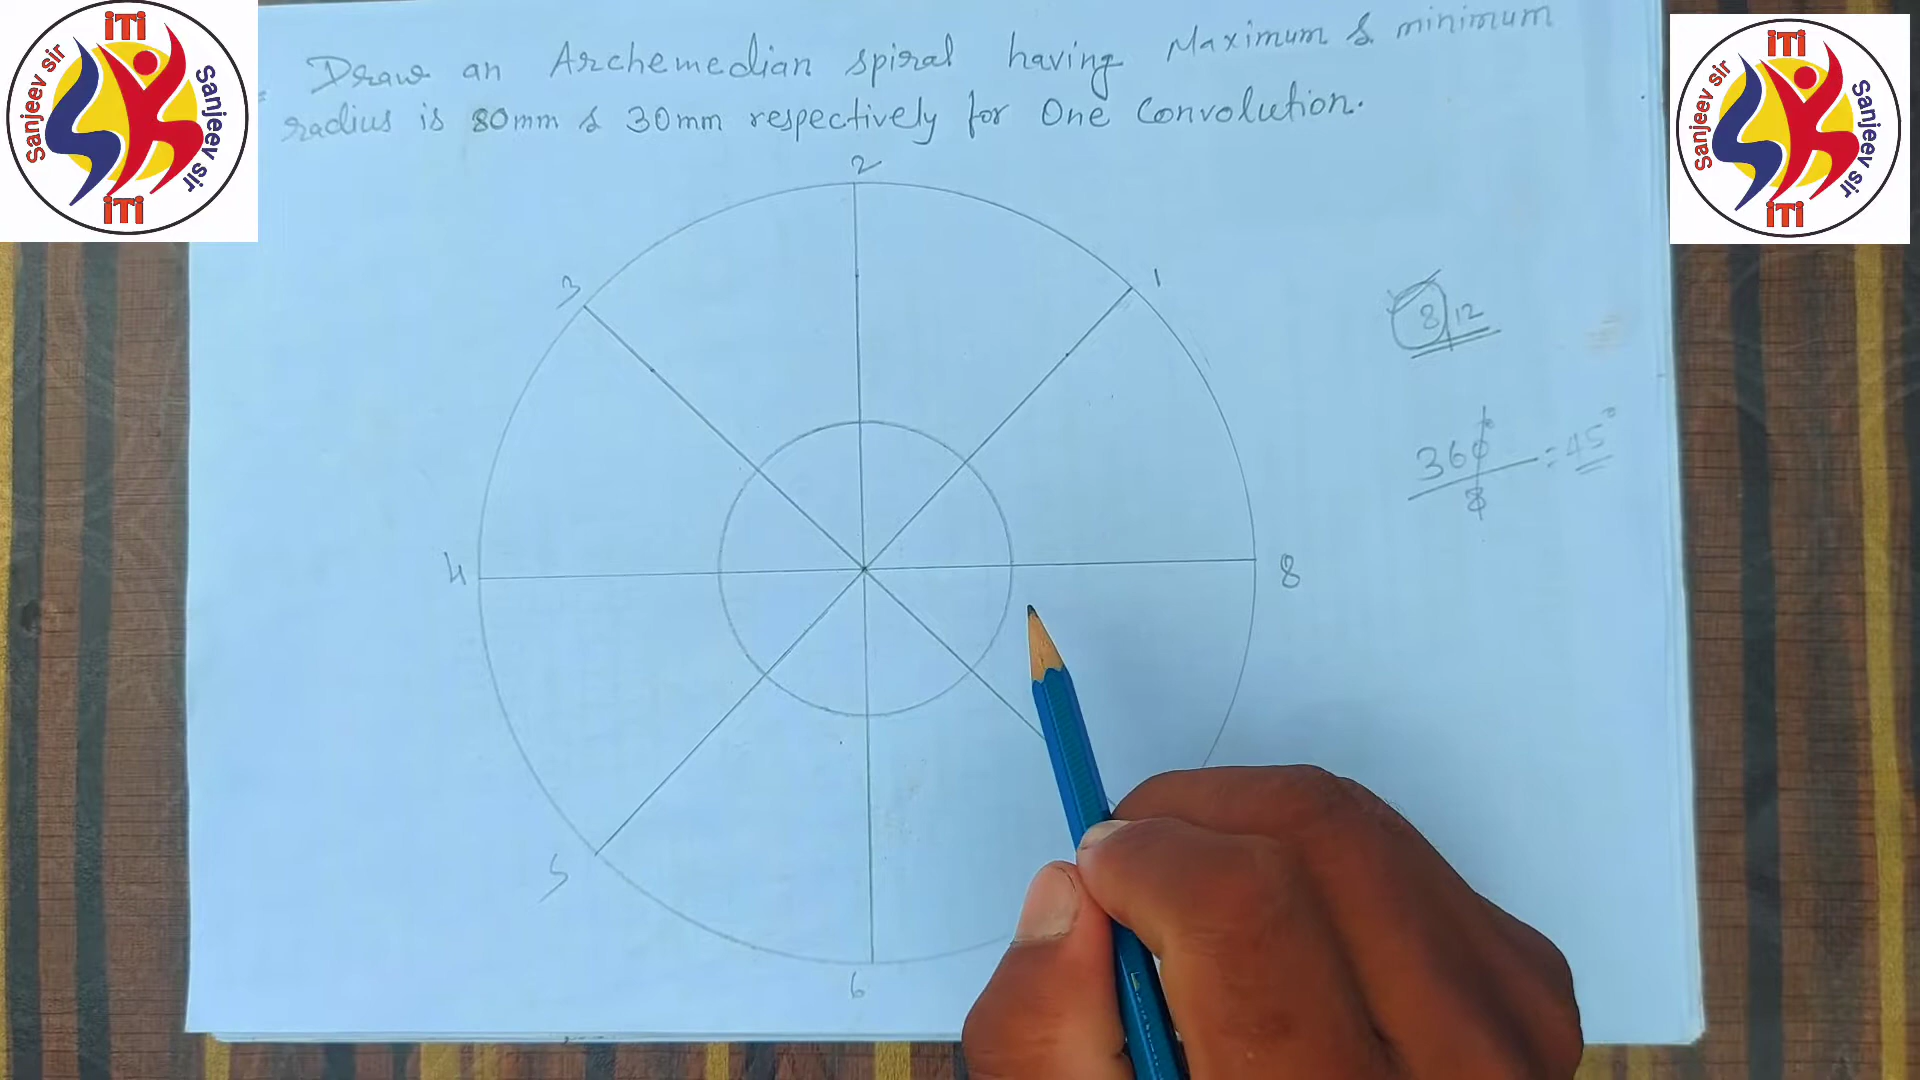 iTi
Sanjeev sir
Sanjeev sir
iTi
iTi
Sanjeev sir
Sanjeev sir
iTi
Draw an Archemedian spiral having Maximum & minimum
radius is 80mm & 30mm respectively for One Convolution.
2
3
1
8 12
360°
8
= 45°
4
8
5
6